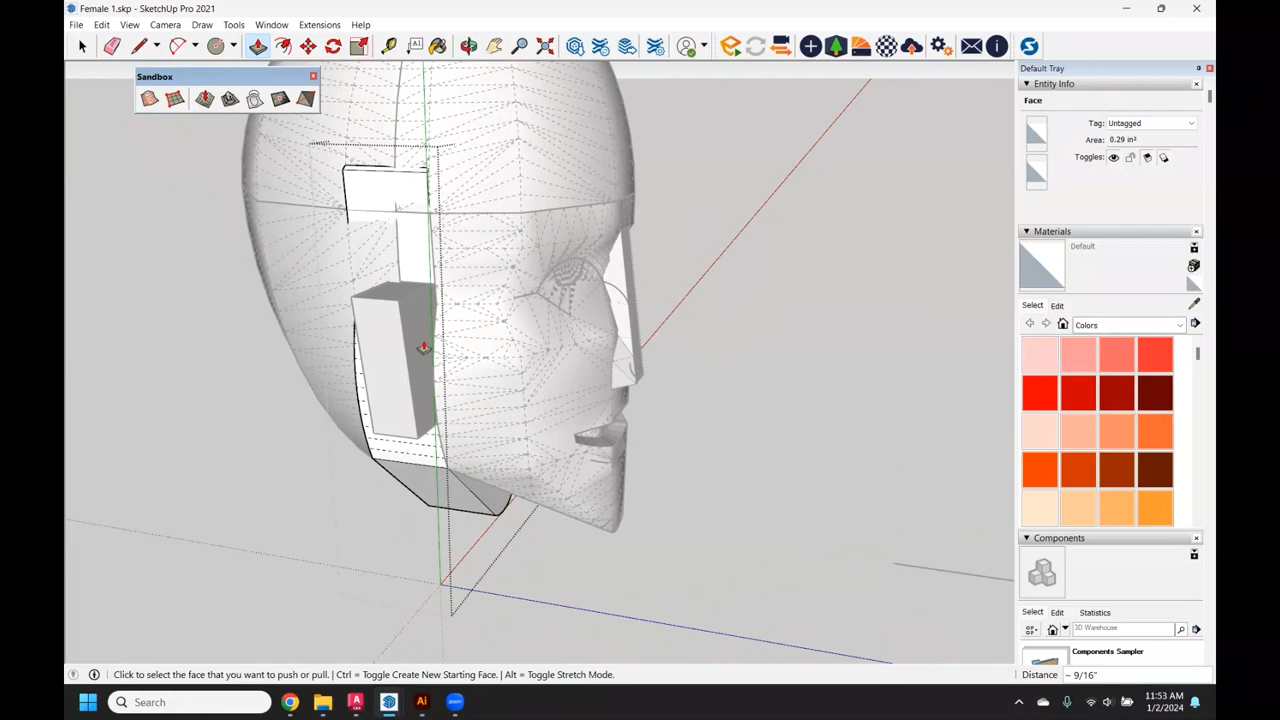 Female 1.skp - SketchUp Pro 2021
File Edit View Camera Draw Tools Window Extensions Help
A1
Sandbox
Default Tray
Entity Info
Face
Tag: Untagged
Area: 0.29 in²
Toggles:
Materials
Default
Select Edit
Colors
Components
Select Edit Statistics
3D Warehouse
Components Sampler
Click to select the face that you want to push or pull. | Ctrl = Toggle Create New Starting Face. | Alt = Toggle Stretch Mode.
Distance ~ 9/16"
Search
Ai
11:53 AM
1/2/2024